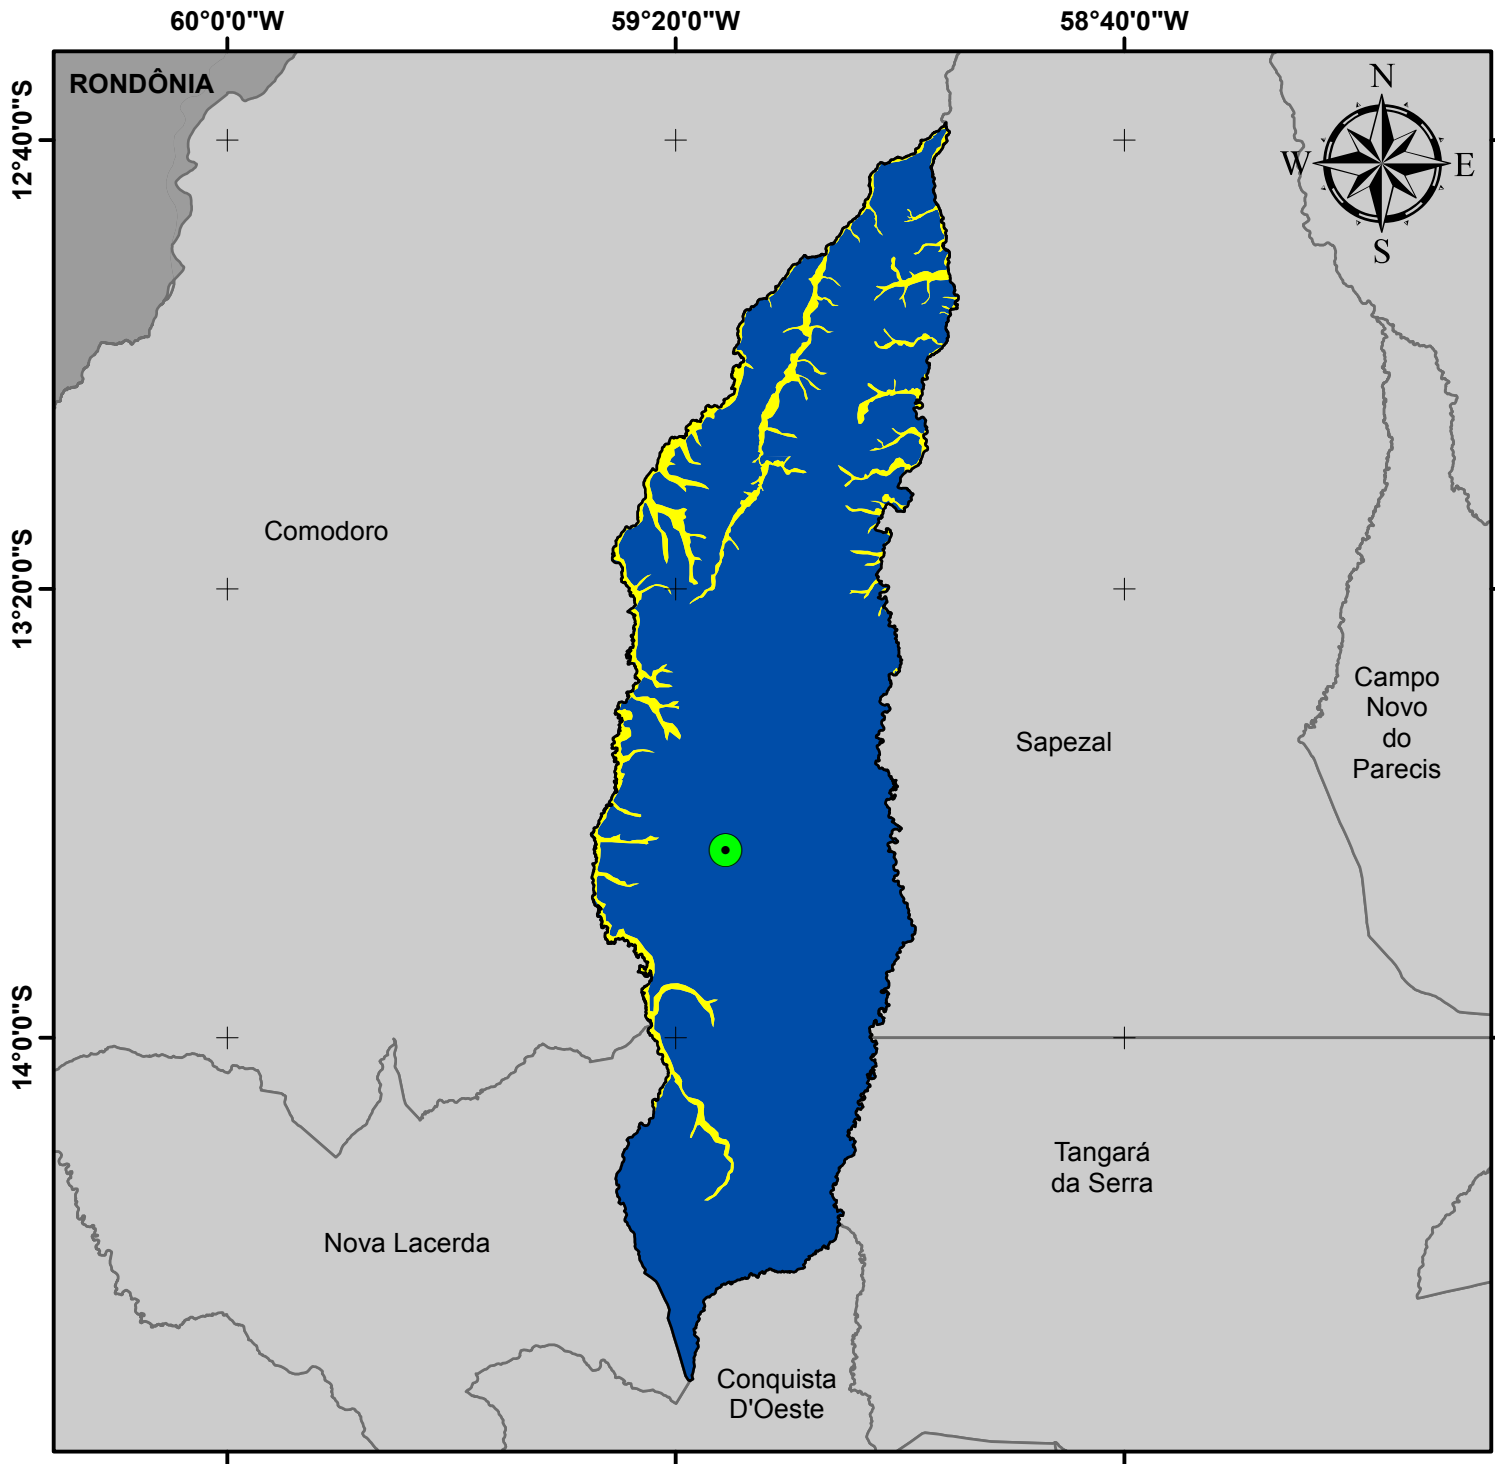 60°0'0"W
59°20'0"W
58°40'0"W
12°40'0"S
13°20'0"S
14°0'0"S
RONDÔNIA
N
W
E
S
Comodoro
Campo
Novo
do
Parecis
Sapezal
Tangará
da Serra
Nova Lacerda
Conquista
D'Oeste